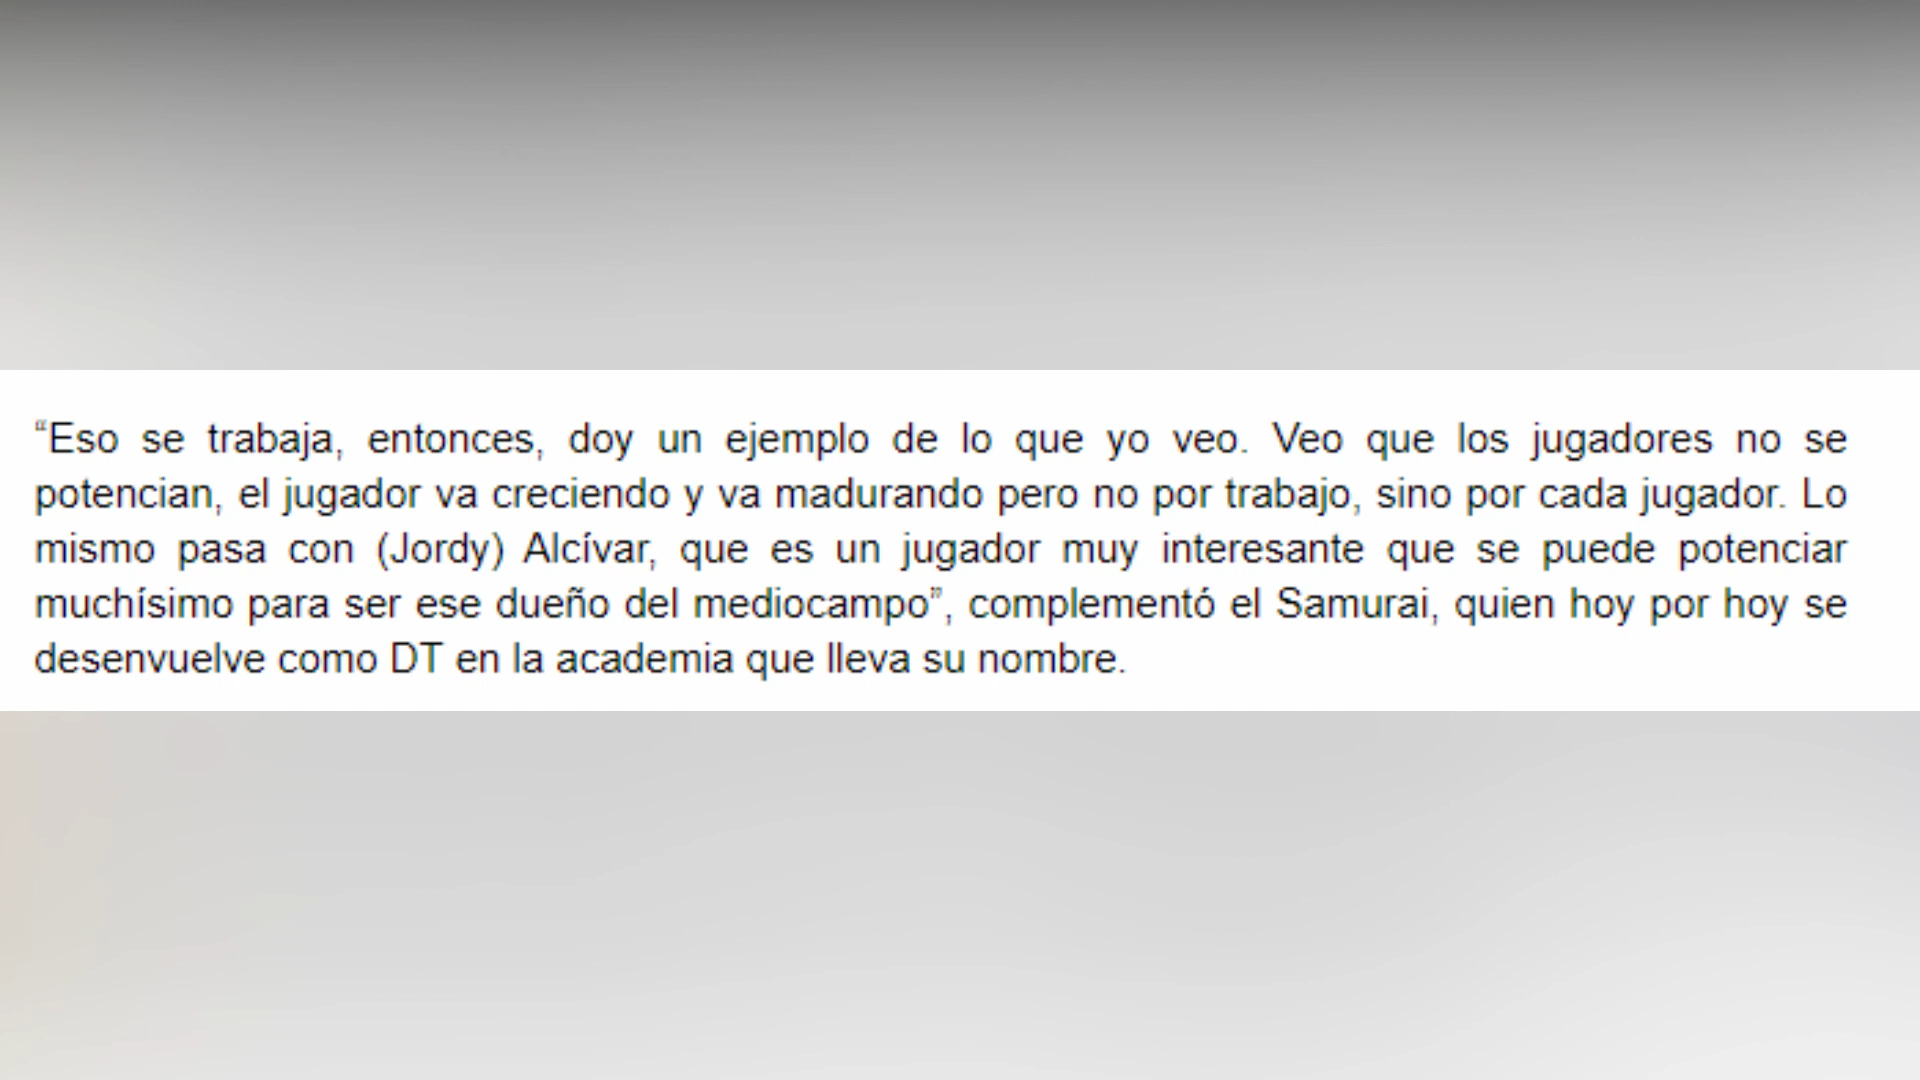 “Eso se trabaja, entonces, doy un ejemplo de lo que yo veo. Veo que los jugadores no se
potencian, el jugador va creciendo y va madurando pero no por trabajo, sino por cada jugador. Lo
mismo pasa con (Jordy) Alcívar, que es un jugador muy interesante que se puede potenciar
muchísimo para ser ese dueño del mediocampo”, complementó el Samurai, quien hoy por hoy se
desenvuelve como DT en la academia que lleva su nombre.